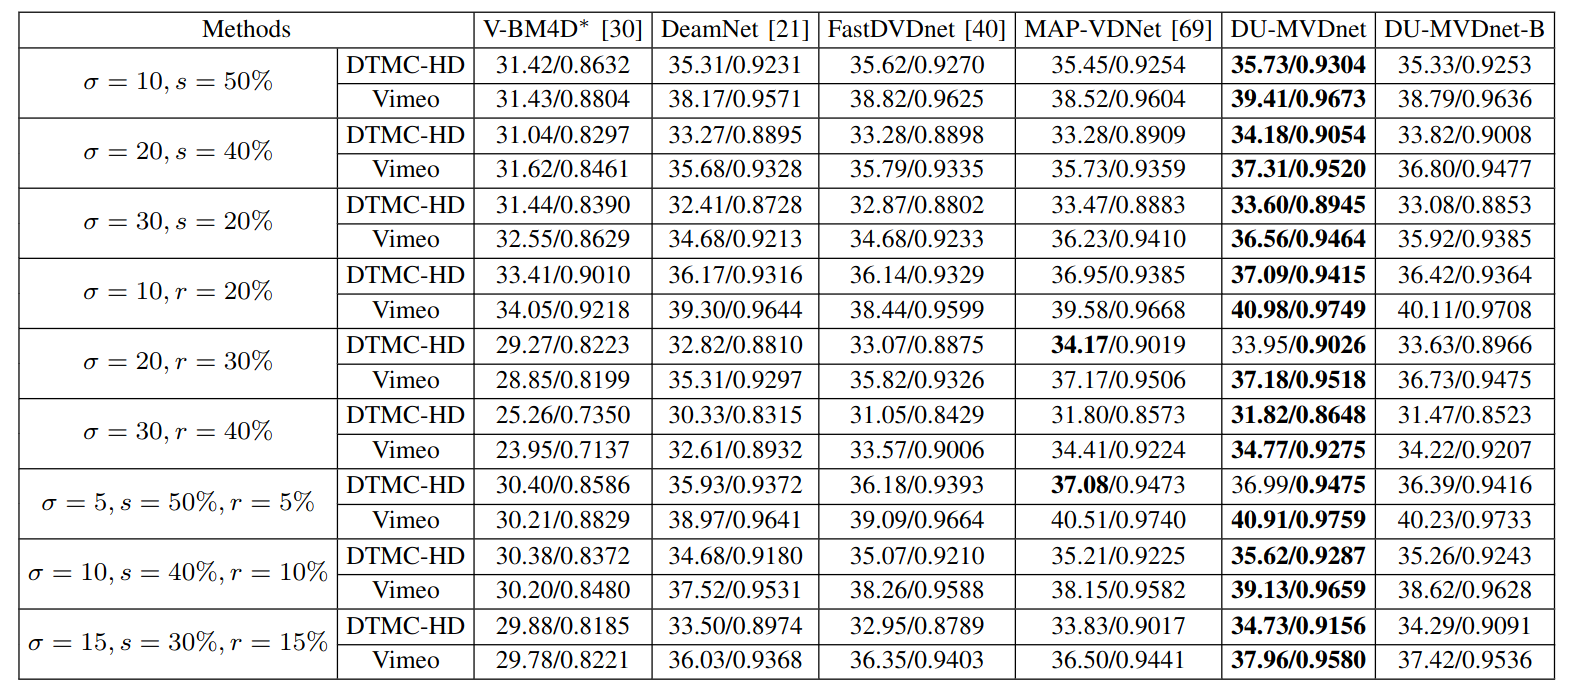 Methods V-BM4D* [30] DeamNet [21] FastDVDnet [40] MAP-VDNet [69] DU-MVDnet DU-MVDnet-B
σ = 10, s = 50% DTMC-HD 31.42/0.8632 35.31/0.9231 35.62/0.9270 35.45/0.9254 35.73/0.9304 35.33/0.9253
Vimeo 31.43/0.8804 38.17/0.9571 38.82/0.9625 38.52/0.9604 39.41/0.9673 38.79/0.9636
σ = 20, s = 40% DTMC-HD 31.04/0.8297 33.27/0.8895 33.28/0.8898 33.28/0.8909 34.18/0.9054 33.82/0.9008
Vimeo 31.62/0.8461 35.68/0.9328 35.79/0.9335 35.73/0.9359 37.31/0.9520 36.80/0.9477
σ = 30, s = 20% DTMC-HD 31.44/0.8390 32.41/0.8728 32.87/0.8802 33.47/0.8883 33.60/0.8945 33.08/0.8853
Vimeo 32.55/0.8629 34.68/0.9213 34.68/0.9233 36.23/0.9410 36.56/0.9464 35.92/0.9385
σ = 10, r = 20% DTMC-HD 33.41/0.9010 36.17/0.9316 36.14/0.9329 36.95/0.9385 37.09/0.9415 36.42/0.9364
Vimeo 34.05/0.9218 39.30/0.9644 38.44/0.9599 39.58/0.9668 40.98/0.9749 40.11/0.9708
σ = 20, r = 30% DTMC-HD 29.27/0.8223 32.82/0.8810 33.07/0.8875 34.17/0.9019 33.95/0.9026 33.63/0.8966
Vimeo 28.85/0.8199 35.31/0.9297 35.82/0.9326 37.17/0.9506 37.18/0.9518 36.73/0.9475
σ = 30, r = 40% DTMC-HD 25.26/0.7350 30.33/0.8315 31.05/0.8429 31.80/0.8573 31.82/0.8648 31.47/0.8523
Vimeo 23.95/0.7137 32.61/0.8932 33.57/0.9006 34.41/0.9224 34.77/0.9275 34.22/0.9207
σ = 5, s = 50%, r = 5% DTMC-HD 30.40/0.8586 35.93/0.9372 36.18/0.9393 37.08/0.9473 36.99/0.9475 36.39/0.9416
Vimeo 30.21/0.8829 38.97/0.9641 39.09/0.9664 40.51/0.9740 40.91/0.9759 40.23/0.9733
σ = 10, s = 40%, r = 10% DTMC-HD 30.38/0.8372 34.68/0.9180 35.07/0.9210 35.21/0.9225 35.62/0.9287 35.26/0.9243
Vimeo 30.20/0.8480 37.52/0.9531 38.26/0.9588 38.15/0.9582 39.13/0.9659 38.62/0.9628
σ = 15, s = 30%, r = 15% DTMC-HD 29.88/0.8185 33.50/0.8974 32.95/0.8789 33.83/0.9017 34.73/0.9156 34.29/0.9091
Vimeo 29.78/0.8221 36.03/0.9368 36.35/0.9403 36.50/0.9441 37.96/0.9580 37.42/0.9536